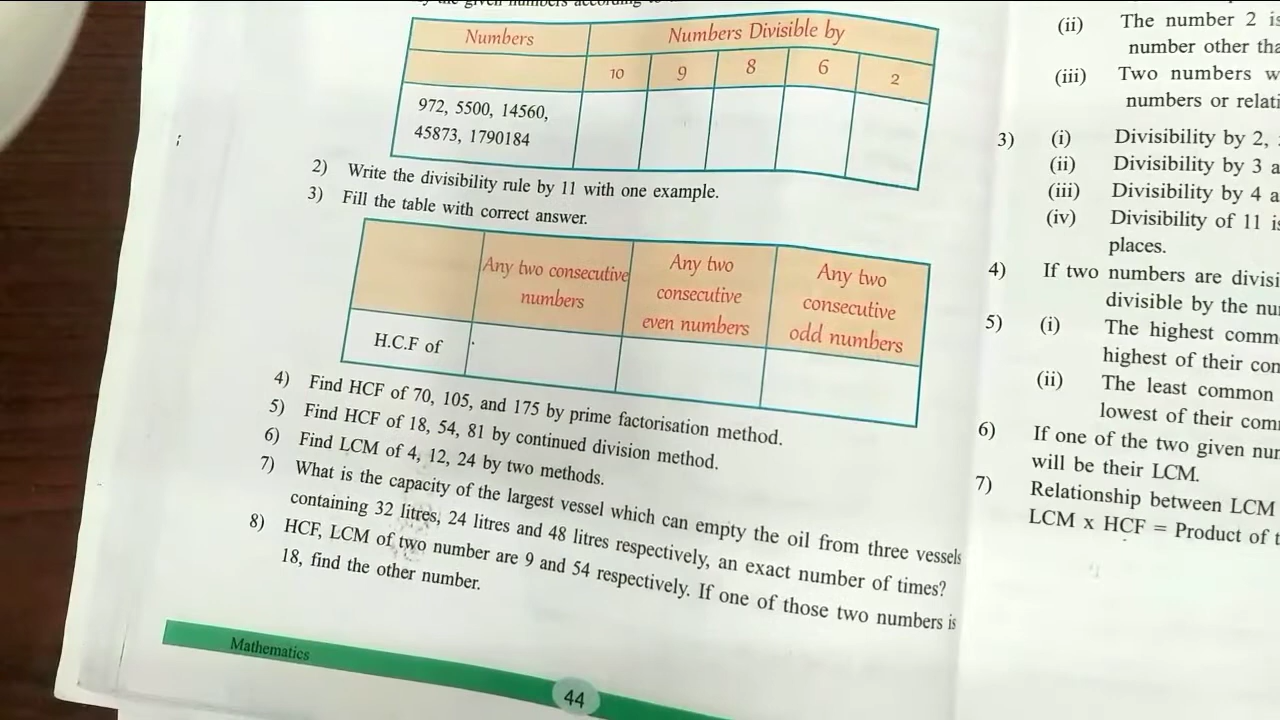 the given numbers according
Numbers
Numbers Divisible by
10 9 8 6 2
972, 5500, 14560,
45873, 1790184
2) Write the divisibility rule by 11 with one example.
3) Fill the table with correct answer.
Any two consecutive
numbers
Any two
consecutive
even numbers
Any two
consecutive
odd numbers
H.C.F of
4) Find HCF of 70, 105, and 175 by prime factorisation method.
5) Find HCF of 18, 54, 81 by continued division method.
6) Find LCM of 4, 12, 24 by two methods.
7) What is the capacity of the largest vessel which can empty the oil from three vessels
containing 32 litres, 24 litres and 48 litres respectively, an exact number of times?
8) HCF, LCM of two number are 9 and 54 respectively. If one of those two numbers is
18, find the other number.
Mathematics
44
(ii) The number 2 is
number other
(iii) Two numbers
numbers or
3) (i) Divisibility by 2,
(ii) Divisibility by 3
(iii) Divisibility by 4
(iv) Divisibility of 11
places.
4) If two numbers are
divisible by the
5) (i) The highest
highest of their
(ii) The least common
lowest of their
6) If one of the two given
will be their LCM.
7) Relationship between LCM
LCM x HCF = Product of